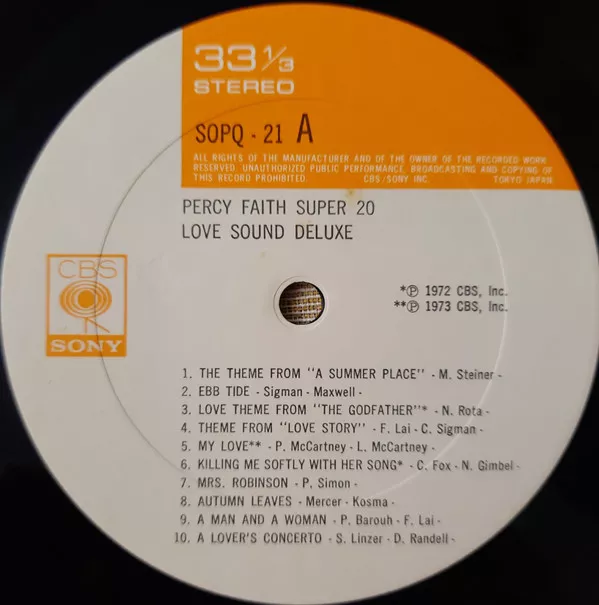 33 1/3
STEREO
SOPQ - 21 A
ALL RIGHTS OF THE MANUFACTURER AND OF THE OWNER OF THE RECORDED WORK
RESERVED. UNAUTHORIZED PUBLIC PERFORMANCE, BROADCASTING AND COPYING OF
THIS RECORD PROHIBITED. CBS/SONY INC. TOKYO JAPAN.
PERCY FAITH SUPER 20
LOVE SOUND DELUXE
CBS
SONY
*Ⓟ 1972 CBS, Inc.
**Ⓟ 1973 CBS, Inc.
1. THE THEME FROM "A SUMMER PLACE" - M. Steiner -
2. EBB TIDE - Sigman - Maxwell -
3. LOVE THEME FROM "THE GODFATHER"* - N. Rota -
4. THEME FROM "LOVE STORY" - F. Lai - C. Sigman -
5. MY LOVE** - P. McCartney - L. McCartney -
6. KILLING ME SOFTLY WITH HER SONG* - C. Fox - N. Gimbel -
7. MRS. ROBINSON - P. Simon -
8. AUTUMN LEAVES - Mercer - Kosma -
9. A MAN AND A WOMAN - P. Barouh - F. Lai -
10. A LOVER'S CONCERTO - S. Linzer - D. Randell -